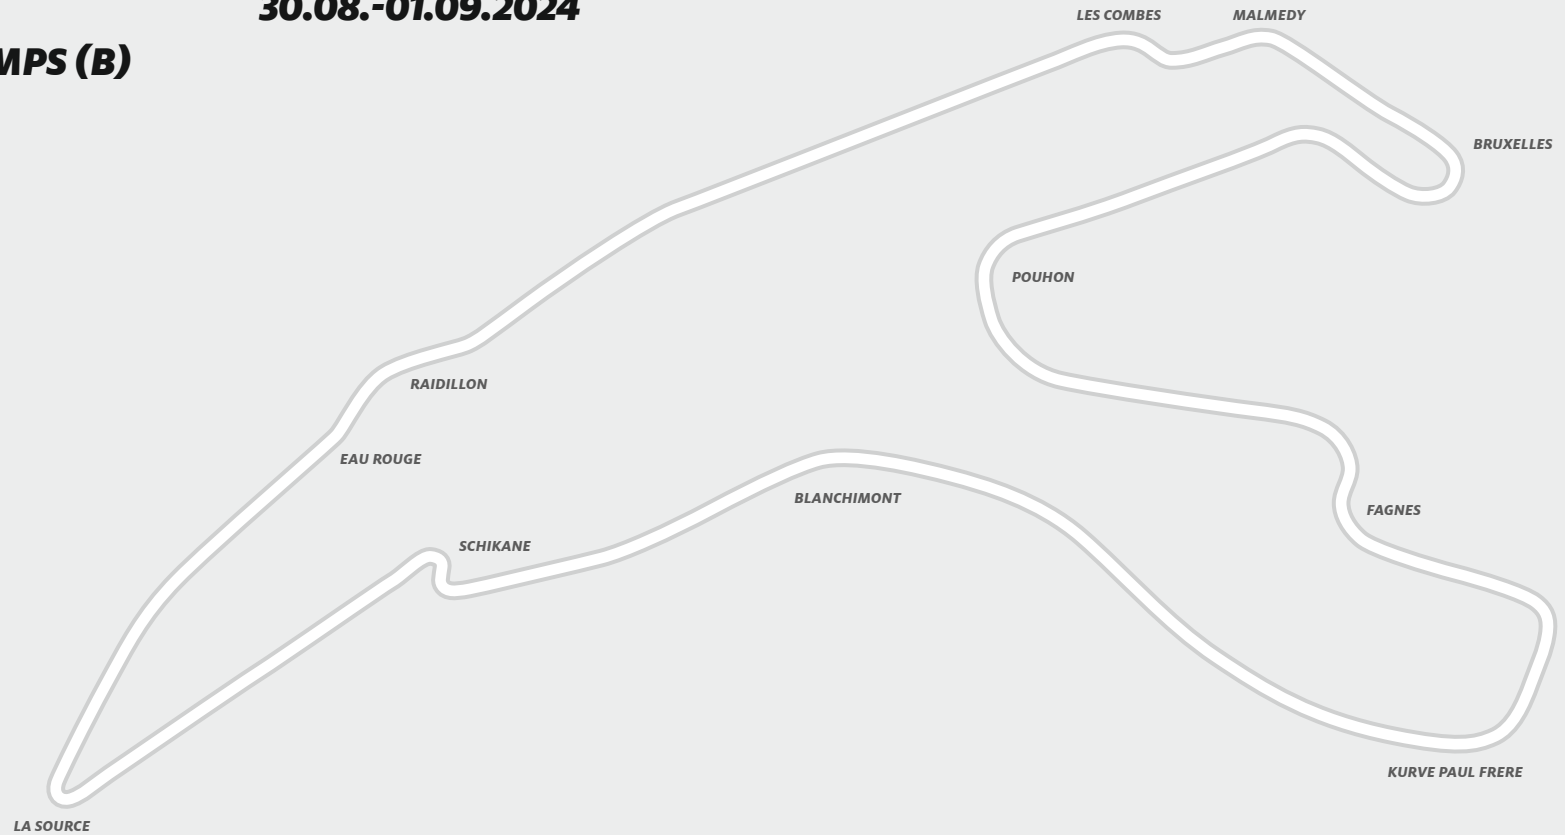 30.08.-01.09.2024
MPS (B)
LES COMBES
MALMEDY
BRUXELLES
POUHON
RAIDILLON
EAU ROUGE
BLANCHIMONT
FAGNES
SCHIKANE
KURVE PAUL FRERE
LA SOURCE